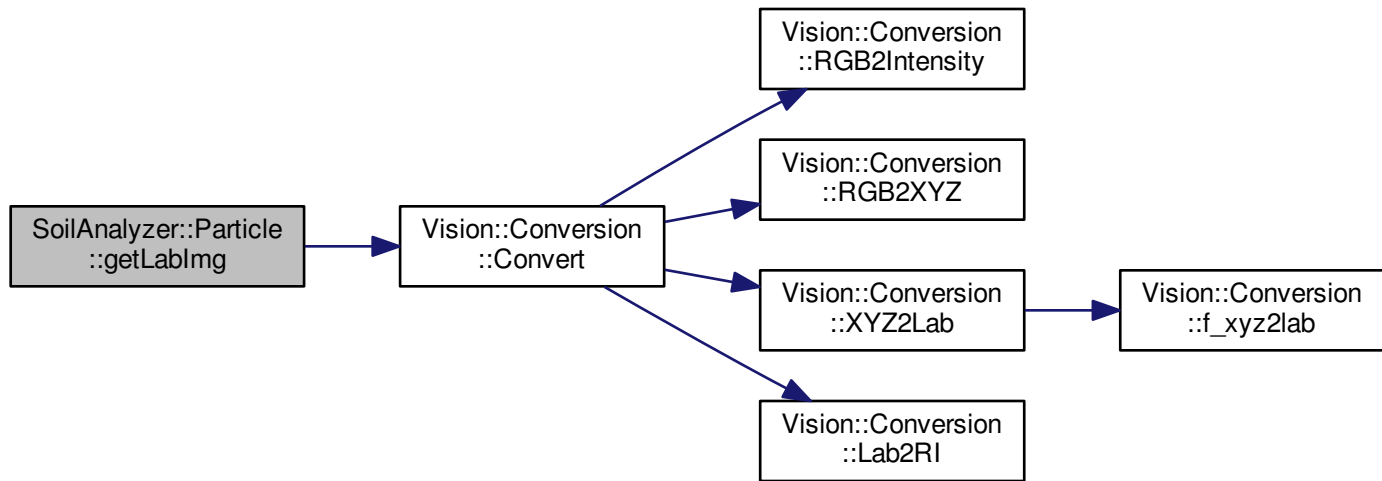 SoilAnalyzer::Particle
::getLabImg
Vision::Conversion
::Convert
Vision::Conversion
::RGB2Intensity
Vision::Conversion
::RGB2XYZ
Vision::Conversion
::XYZ2Lab
Vision::Conversion
::Lab2RI
Vision::Conversion
::f_xyz2lab